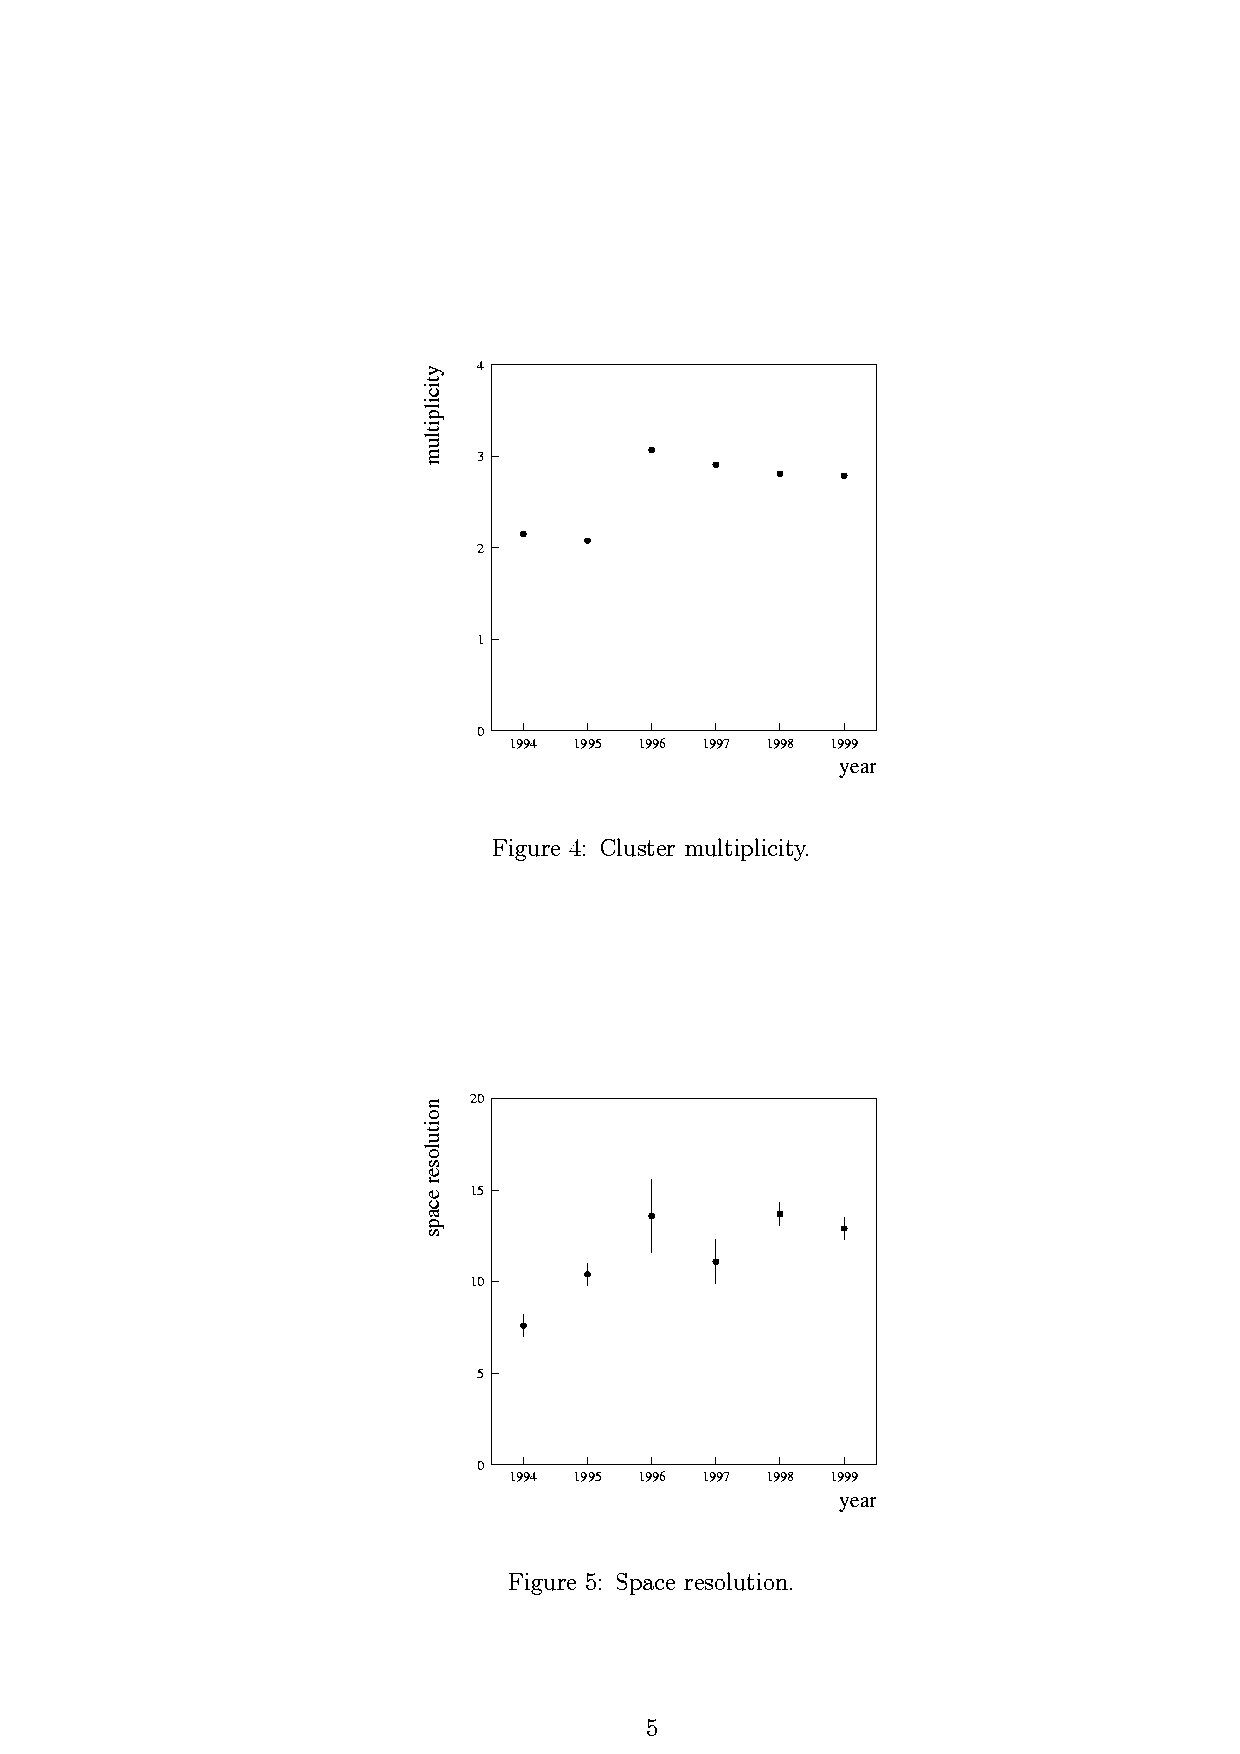 multiplicity
4
3
2
1
0
1994 1995 1996 1997 1998 1999
year
Figure 4: Cluster multiplicity.
space resolution
20
15
10
5
0
1994 1995 1996 1997 1998 1999
year
Figure 5: Space resolution.
5